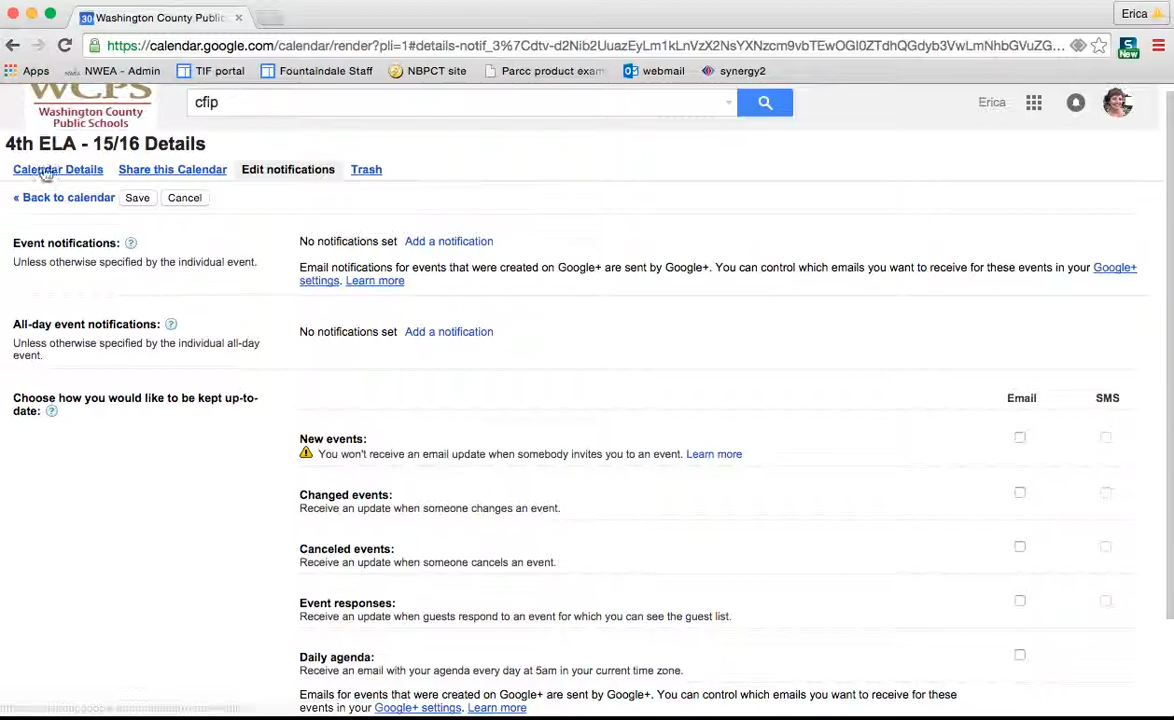 30 Washington County Public
Erica
https://calendar.google.com/calendar/render?pli=1#details-notif_3%7Cdtv-d2Nib2UuazEyLm1kLnVzX2NsYXNzcm9vbTEwOGI0ZTdhQGdyb3VwLmNhbGVuZG...
New
Apps
NWEA - Admin
TIF portal
Fountaindale Staff
NBPCT site
Parcc product exam
webmail
synergy2
WCPS
Washington County
Public Schools
cfip
Erica
4th ELA - 15/16 Details
Calendar Details
Share this Calendar
Edit notifications
Trash
« Back to calendar
Save
Cancel
Event notifications: ?
Unless otherwise specified by the individual event.
No notifications set Add a notification
Email notifications for events that were created on Google+ are sent by Google+. You can control which emails you want to receive for these events in your Google+
settings. Learn more
All-day event notifications: ?
Unless otherwise specified by the individual all-day
event.
No notifications set Add a notification
Choose how you would like to be kept up-to-
date: ?
Email
SMS
New events:
You won't receive an email update when somebody invites you to an event. Learn more
Changed events:
Receive an update when someone changes an event.
Canceled events:
Receive an update when someone cancels an event.
Event responses:
Receive an update when guests respond to an event for which you can see the guest list.
Daily agenda:
Receive an email with your agenda every day at 5am in your current time zone.
Emails for events that were created on Google+ are sent by Google+. You can control which emails you want to receive for these
events in your Google+ settings. Learn more